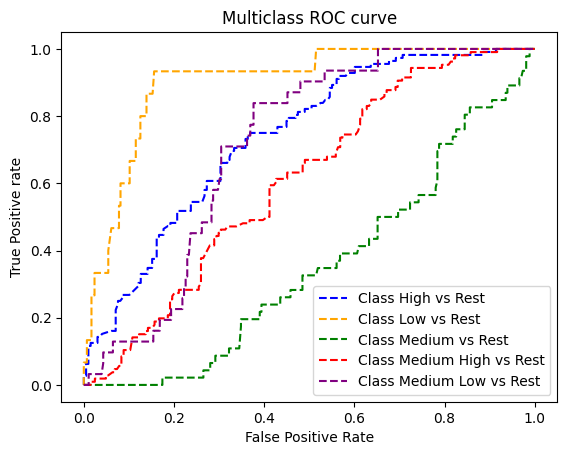 Multiclass ROC curve
True Positive rate
1.0
0.8
0.6
0.4
0.2
0.0
Class High vs Rest
Class Low vs Rest
Class Medium vs Rest
Class Medium High vs Rest
Class Medium Low vs Rest
0.0 0.2 0.4 0.6 0.8 1.0
False Positive Rate